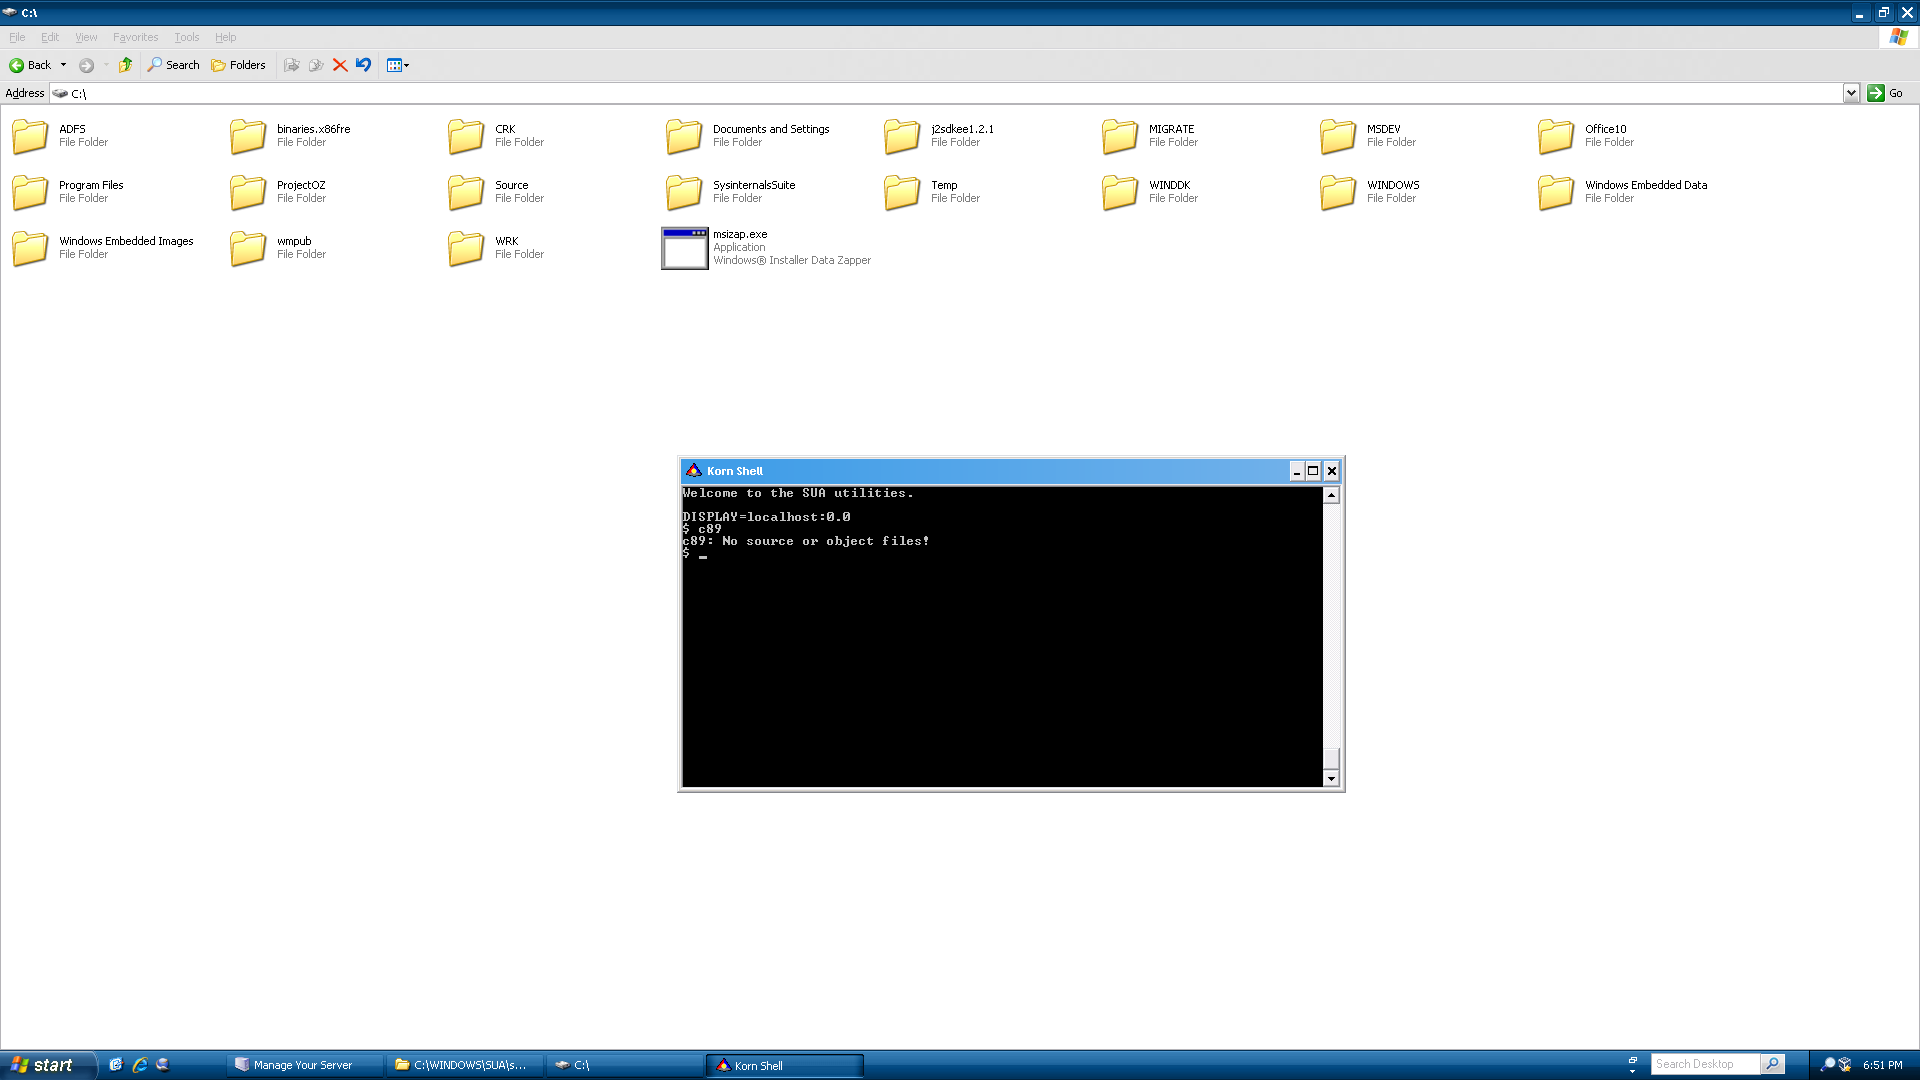 C:\
File Edit View Favorites Tools Help
Back Search Folders
Address C:\ Go
ADFS
File Folder
binaries.x86fre
File Folder
CRK
File Folder
Documents and Settings
File Folder
j2sdkee1.2.1
File Folder
MIGRATE
File Folder
MSDEV
File Folder
Office10
File Folder
Program Files
File Folder
ProjectOZ
File Folder
Source
File Folder
SysinternalsSuite
File Folder
Temp
File Folder
WINDDK
File Folder
WINDOWS
File Folder
Windows Embedded Data
File Folder
Windows Embedded Images
File Folder
wmpub
File Folder
WRK
File Folder
msizap.exe
Application
Windows® Installer Data Zapper
Korn Shell
Welcome to the SUA utilities.
DISPLAY=localhost:0.0
$ c89
c89: No source or object files!
$ _
start Manage Your Server C:\WINDOWS\SUA\s... C:\ Korn Shell Search Desktop 6:51 PM